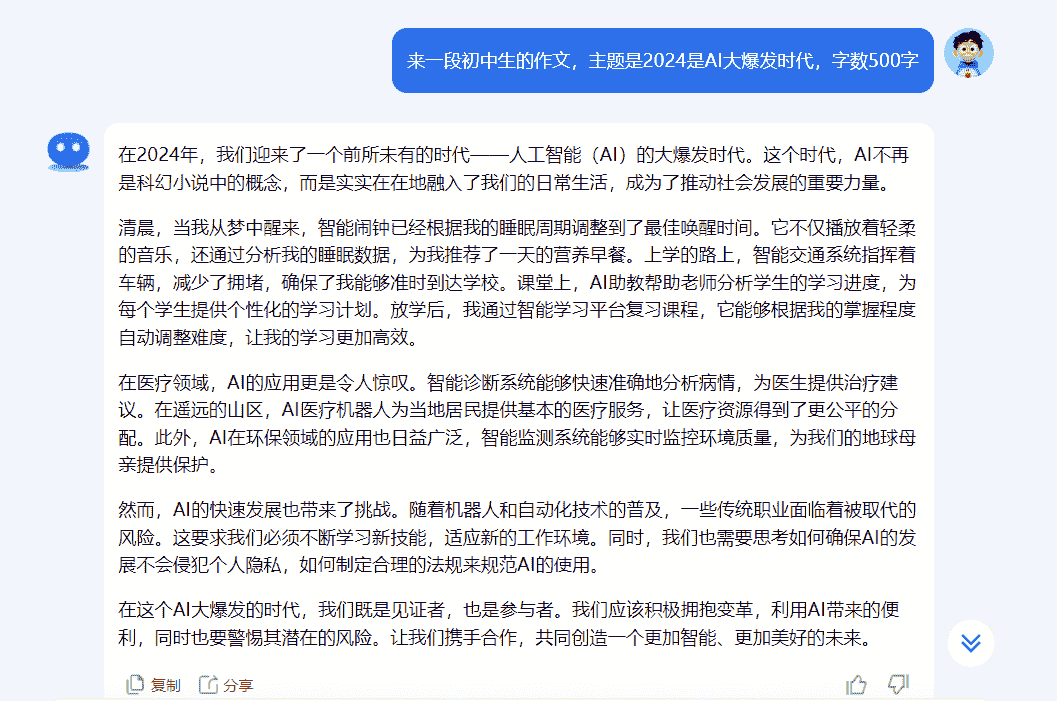 来一段初中生的作文，主题是2024是AI大爆发时代，字数500字
在2024年，我们迎来了一个前所未有的时代——人工智能（AI）的大爆发时代。这个时代，AI不再
是科幻小说中的概念，而是实实在在地融入了我们的日常生活，成为了推动社会发展的重要力量。
清晨，当我从梦中醒来，智能闹钟已经根据我的睡眠周期调整到了最佳唤醒时间。它不仅播放着轻柔
的音乐，还通过分析我的睡眠数据，为我推荐了一天的营养早餐。上学的路上，智能交通系统指挥着
车辆，减少了拥堵，确保了我能够准时到达学校。课堂上，AI助教帮助老师分析学生的学习进度，为
每个学生提供个性化的学习计划。放学后，我通过智能学习平台复习课程，它能够根据我的掌握程度
自动调整难度，让我的学习更加高效。
在医疗领域，AI的应用更是令人惊叹。智能诊断系统能够快速准确地分析病情，为医生提供治疗建
议。在遥远的山区，AI医疗机器人为当地居民提供基本的医疗服务，让医疗资源得到了更公平的分
配。此外，AI在环保领域的应用也日益广泛，智能监测系统能够实时监控环境质量，为我们的地球母
亲提供保护。
然而，AI的快速发展也带来了挑战。随着机器人和自动化技术的普及，一些传统职业面临着被取代的
风险。这要求我们必须不断学习新技能，适应新的工作环境。同时，我们也需要思考如何确保AI的发
展不会侵犯个人隐私，如何制定合理的法规来规范AI的使用。
在这个AI大爆发的时代，我们既是见证者，也是参与者。我们应该积极拥抱变革，利用AI带来的便
利，同时也要警惕其潜在的风险。让我们携手合作，共同创造一个更加智能、更加美好的未来。
复制 分享